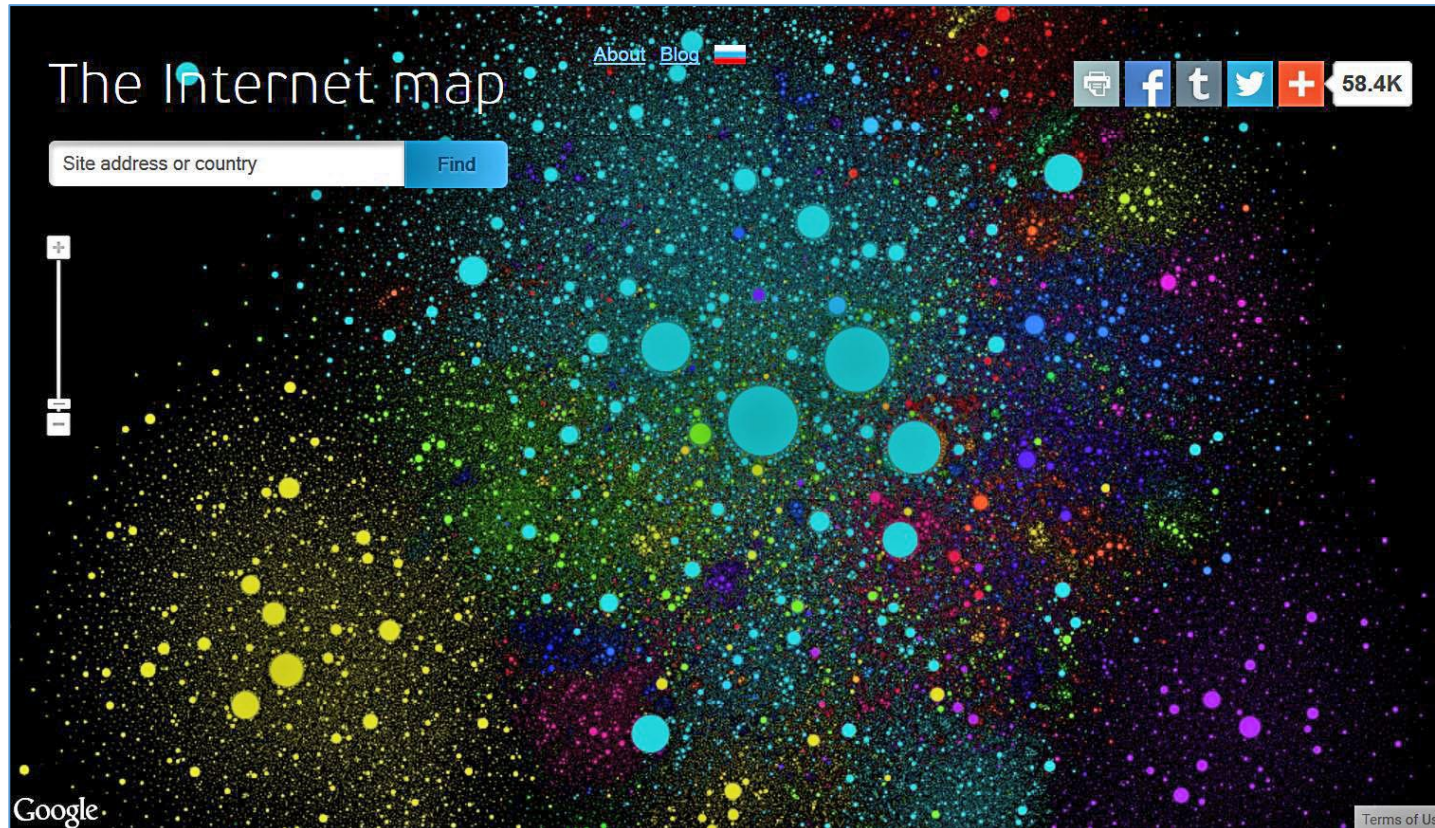 The Internet map
About Blog
58.4K
Site address or country
Find
Google
Terms of Us